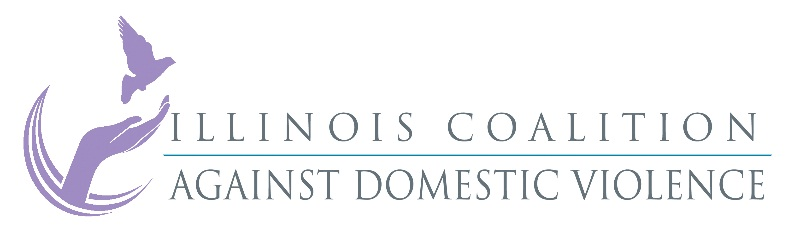 ILLINOIS COALITION
AGAINST DOMESTIC VIOLENCE